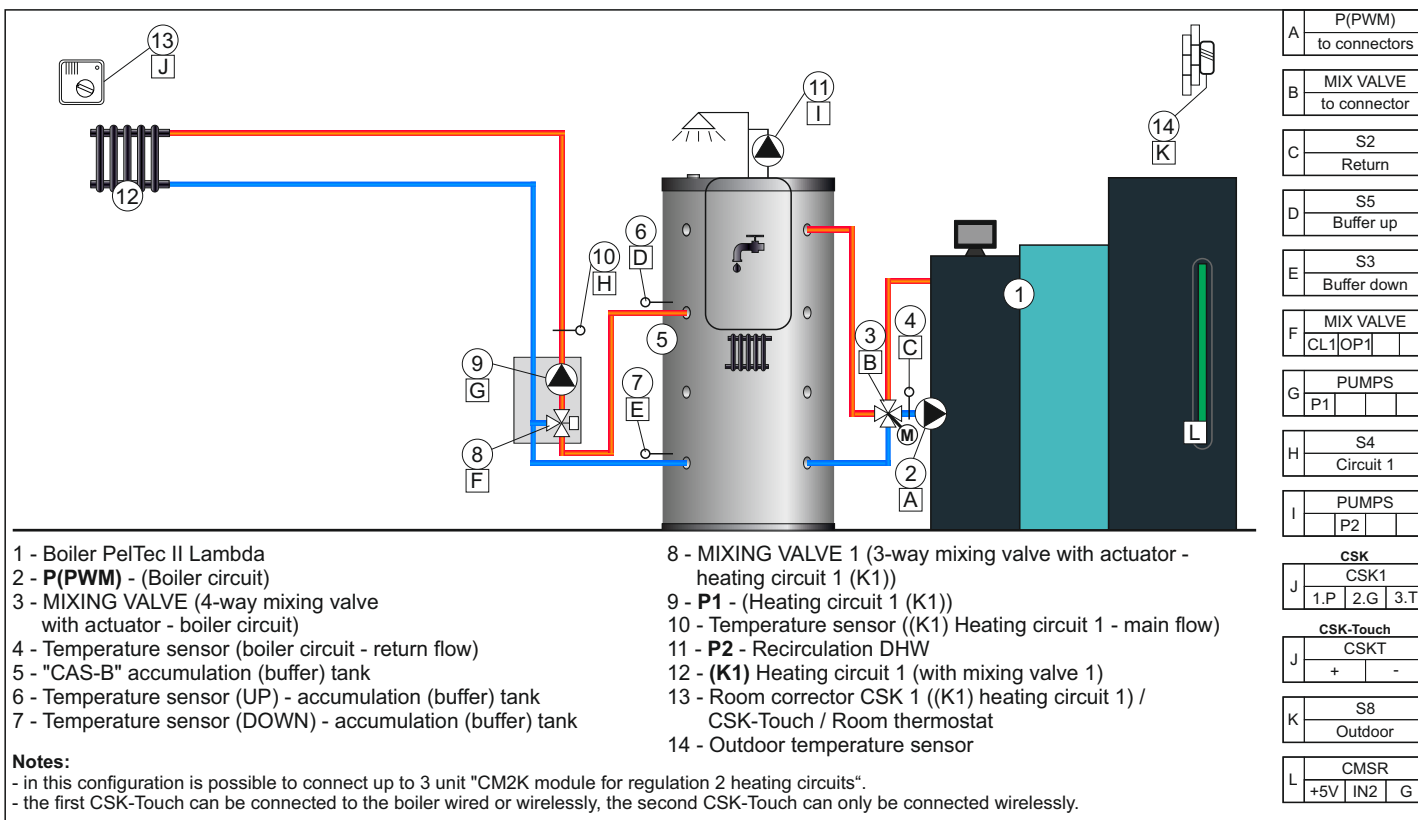 13
J
12
10
H
9
G
8
F
11
I
6
D
5
7
E
3
B
4
C
M
2
A
1
14
K
L
1 - Boiler PelTec II Lambda
2 - P(PWM) - (Boiler circuit)
3 - MIXING VALVE (4-way mixing valve
with actuator - boiler circuit)
4 - Temperature sensor (boiler circuit - return flow)
5 - "CAS-B" accumulation (buffer) tank
6 - Temperature sensor (UP) - accumulation (buffer) tank
7 - Temperature sensor (DOWN) - accumulation (buffer) tank
8 - MIXING VALVE 1 (3-way mixing valve with actuator -
heating circuit 1 (K1))
9 - P1 - (Heating circuit 1 (K1))
10 - Temperature sensor ((K1) Heating circuit 1 - main flow)
11 - P2 - Recirculation DHW
12 - (K1) Heating circuit 1 (with mixing valve 1)
13 - Room corrector CSK 1 ((K1) heating circuit 1) /
CSK-Touch / Room thermostat
14 - Outdoor temperature sensor
Notes:
- in this configuration is possible to connect up to 3 unit "CM2K module for regulation 2 heating circuits“.
- the first CSK-Touch can be connected to the boiler wired or wirelessly, the second CSK-Touch can only be connected wirelessly.
A P(PWM)
to connectors
B MIX VALVE
to connector
C S2
Return
D S5
Buffer up
E S3
Buffer down
F MIX VALVE
CL1 OP1
G PUMPS
P1
H S4
Circuit 1
I PUMPS
P2
CSK
J CSK1
1.P 2.G 3.T
CSK-Touch
J CSKT
+ -
K S8
Outdoor
L CMSR
+5V IN2 G